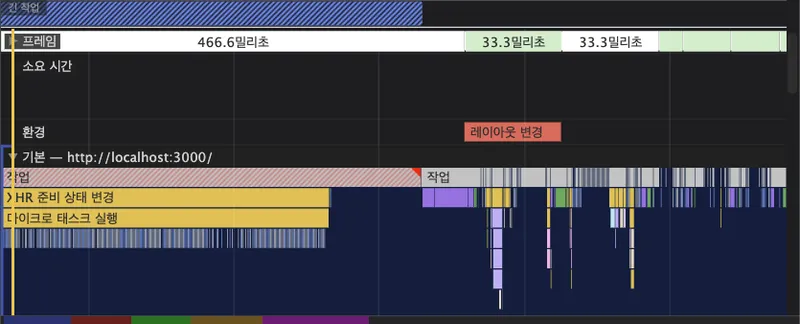 긴 작업
프레임 466.6밀리초 33.3밀리초 33.3밀리초
소요 시간
환경 레이아웃 변경
기본 — http://localhost:3000/
작업 작업
XHR 준비 상태 변경
마이크로 태스크 실행